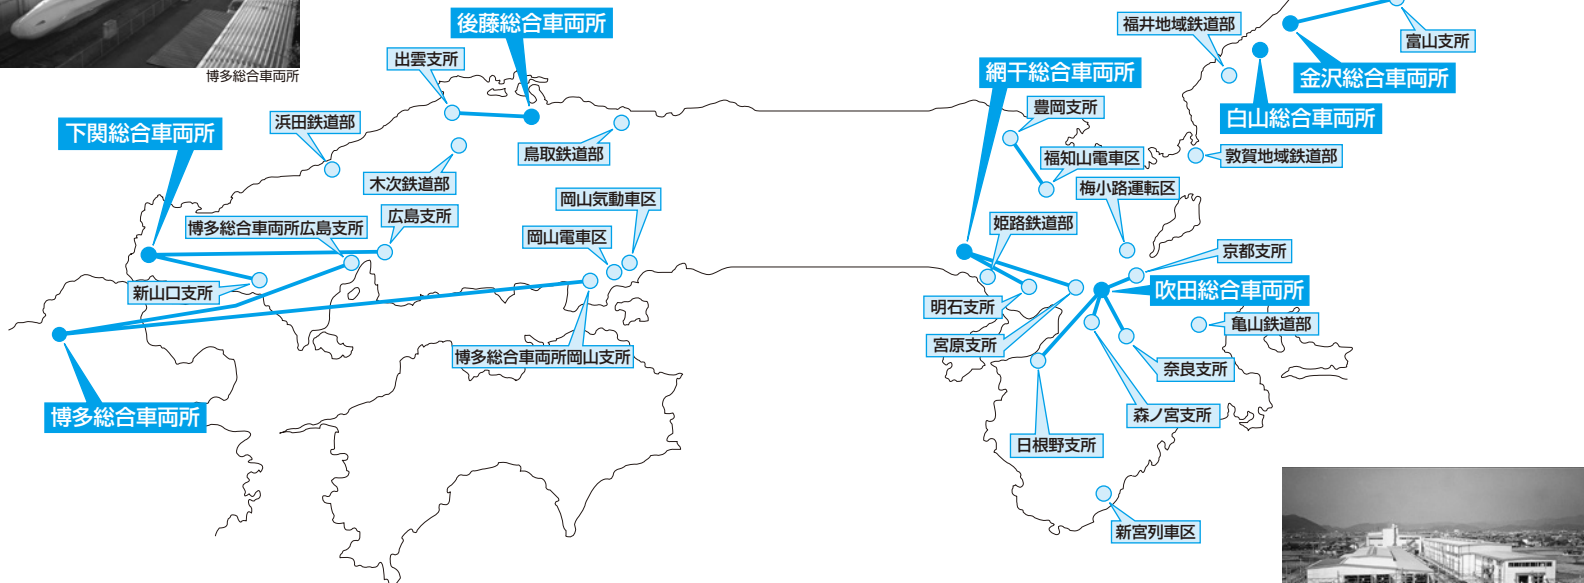 博多総合車両所
後藤総合車両所
出雲支所
浜田鉄道部
下関総合車両所
鳥取鉄道部
木次鉄道部
岡山気動車区
広島支所
博多総合車両所広島支所
岡山電車区
新山口支所
博多総合車両所岡山支所
博多総合車両所
福井地域鉄道部
富山支所
金沢総合車両所
網干総合車両所
白山総合車両所
豊岡支所
福知山電車区
敦賀地域鉄道部
梅小路運転区
姫路鉄道部
京都支所
吹田総合車両所
明石支所
亀山鉄道部
宮原支所
奈良支所
森ノ宮支所
日根野支所
新宮列車区